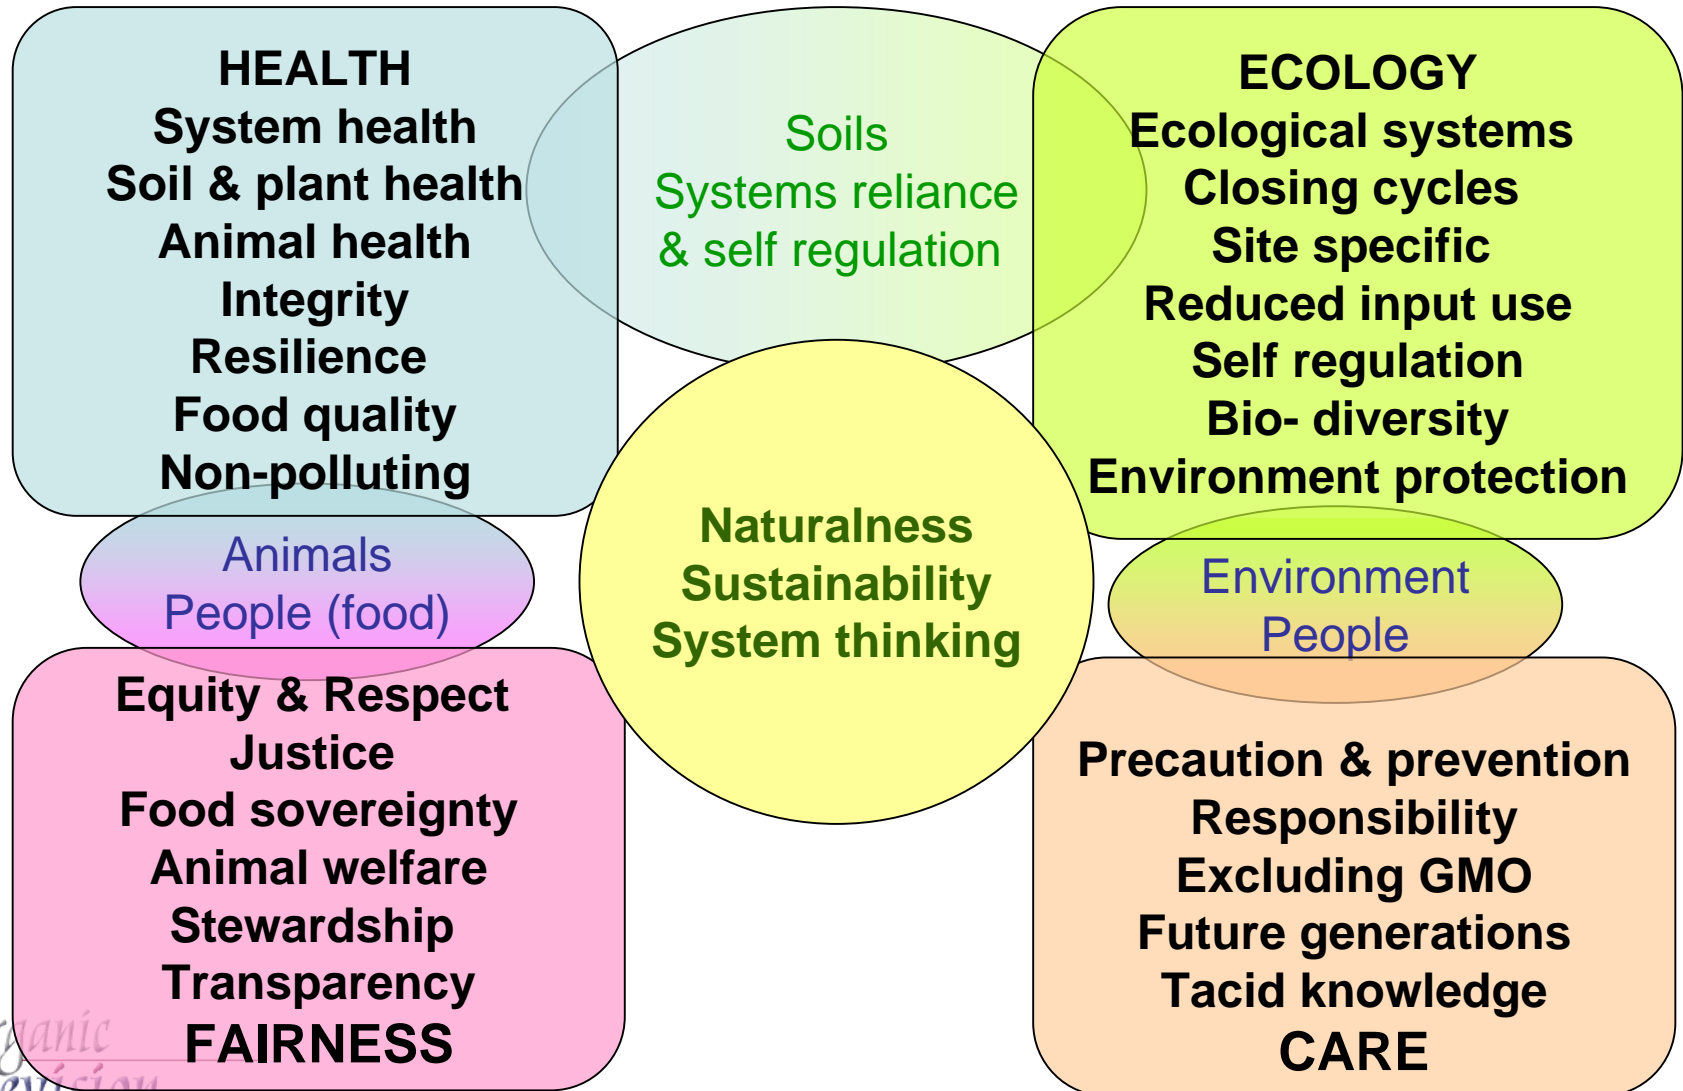 HEALTH
System health
Soil & plant health
Animal health
Integrity
Resilience
Food quality
Non-polluting
Soils
Systems reliance
& self regulation
ECOLOGY
Ecological systems
Closing cycles
Site specific
Reduced input use
Self regulation
Bio- diversity
Environment protection
Animals
People (food)
Naturalness
Sustainability
System thinking
Environment
People
Equity & Respect
Justice
Food sovereignty
Animal welfare
Stewardship
Transparency
FAIRNESS
Precaution & prevention
Responsibility
Excluding GMO
Future generations
Tacid knowledge
CARE